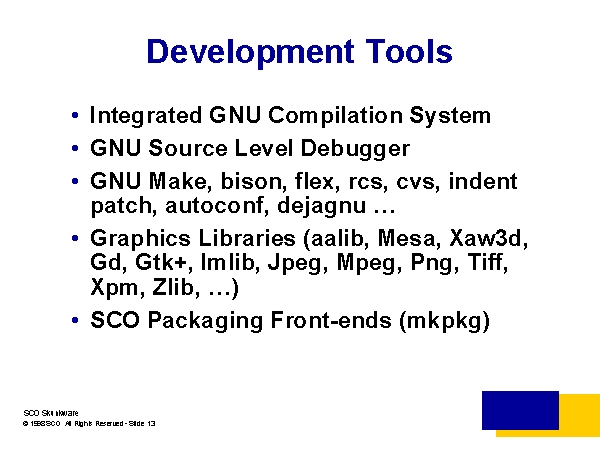 Development Tools
• Integrated GNU Compilation System
• GNU Source Level Debugger
• GNU Make, bison, flex, rcs, cvs, indent
patch, autoconf, dejagnu …
• Graphics Libraries (aalib, Mesa, Xaw3d,
Gd, Gtk+, Imlib, Jpeg, Mpeg, Png, Tiff,
Xpm, Zlib, …)
• SCO Packaging Front-ends (mkpkg)
SCO Skunkware
© 1998 SCO All Rights Reserved - Slide 13